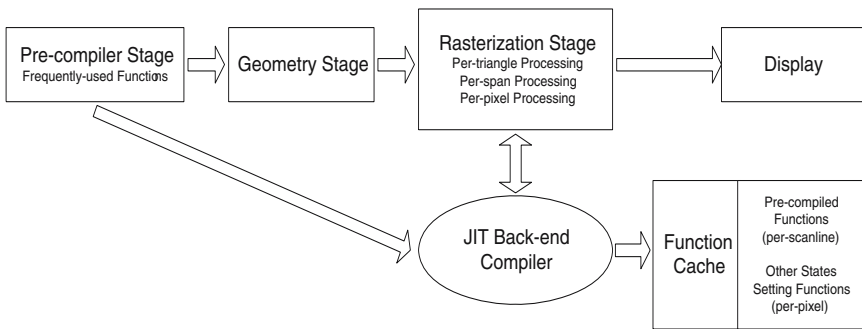 Pre-compiler Stage
Frequently-used Functions
Geometry Stage
Rasterization Stage
Per-triangle Processing
Per-span Processing
Per-pixel Processing
Display
JIT Back-end
Compiler
Function
Cache
Pre-compiled
Functions
(per-scanline)
Other States
Setting Functions
(per-pixel)